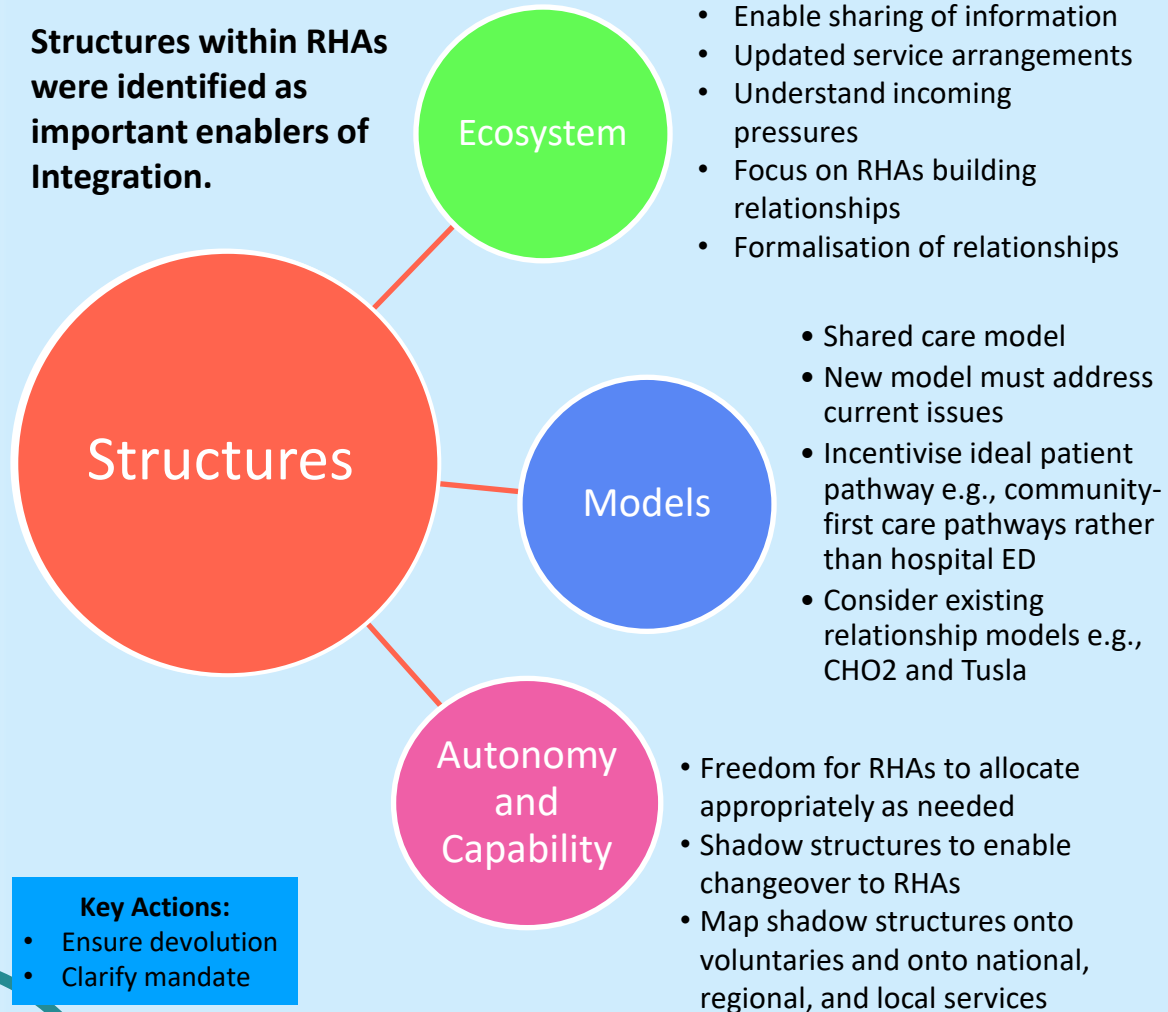 Structures within RHAs
were identified as
important enablers of
Integration.
Ecosystem
• Enable sharing of information
• Updated service arrangements
• Understand incoming
pressures
• Focus on RHAs building
relationships
• Formalisation of relationships
Structures
Models
• Shared care model
• New model must address
current issues
• Incentivise ideal patient
pathway e.g., community-
first care pathways rather
than hospital ED
• Consider existing
relationship models e.g.,
CHO2 and Tusla
Autonomy
and
Capability
• Freedom for RHAs to allocate
appropriately as needed
• Shadow structures to enable
changeover to RHAs
• Map shadow structures onto
voluntaries and onto national,
regional, and local services
Key Actions:
• Ensure devolution
• Clarify mandate